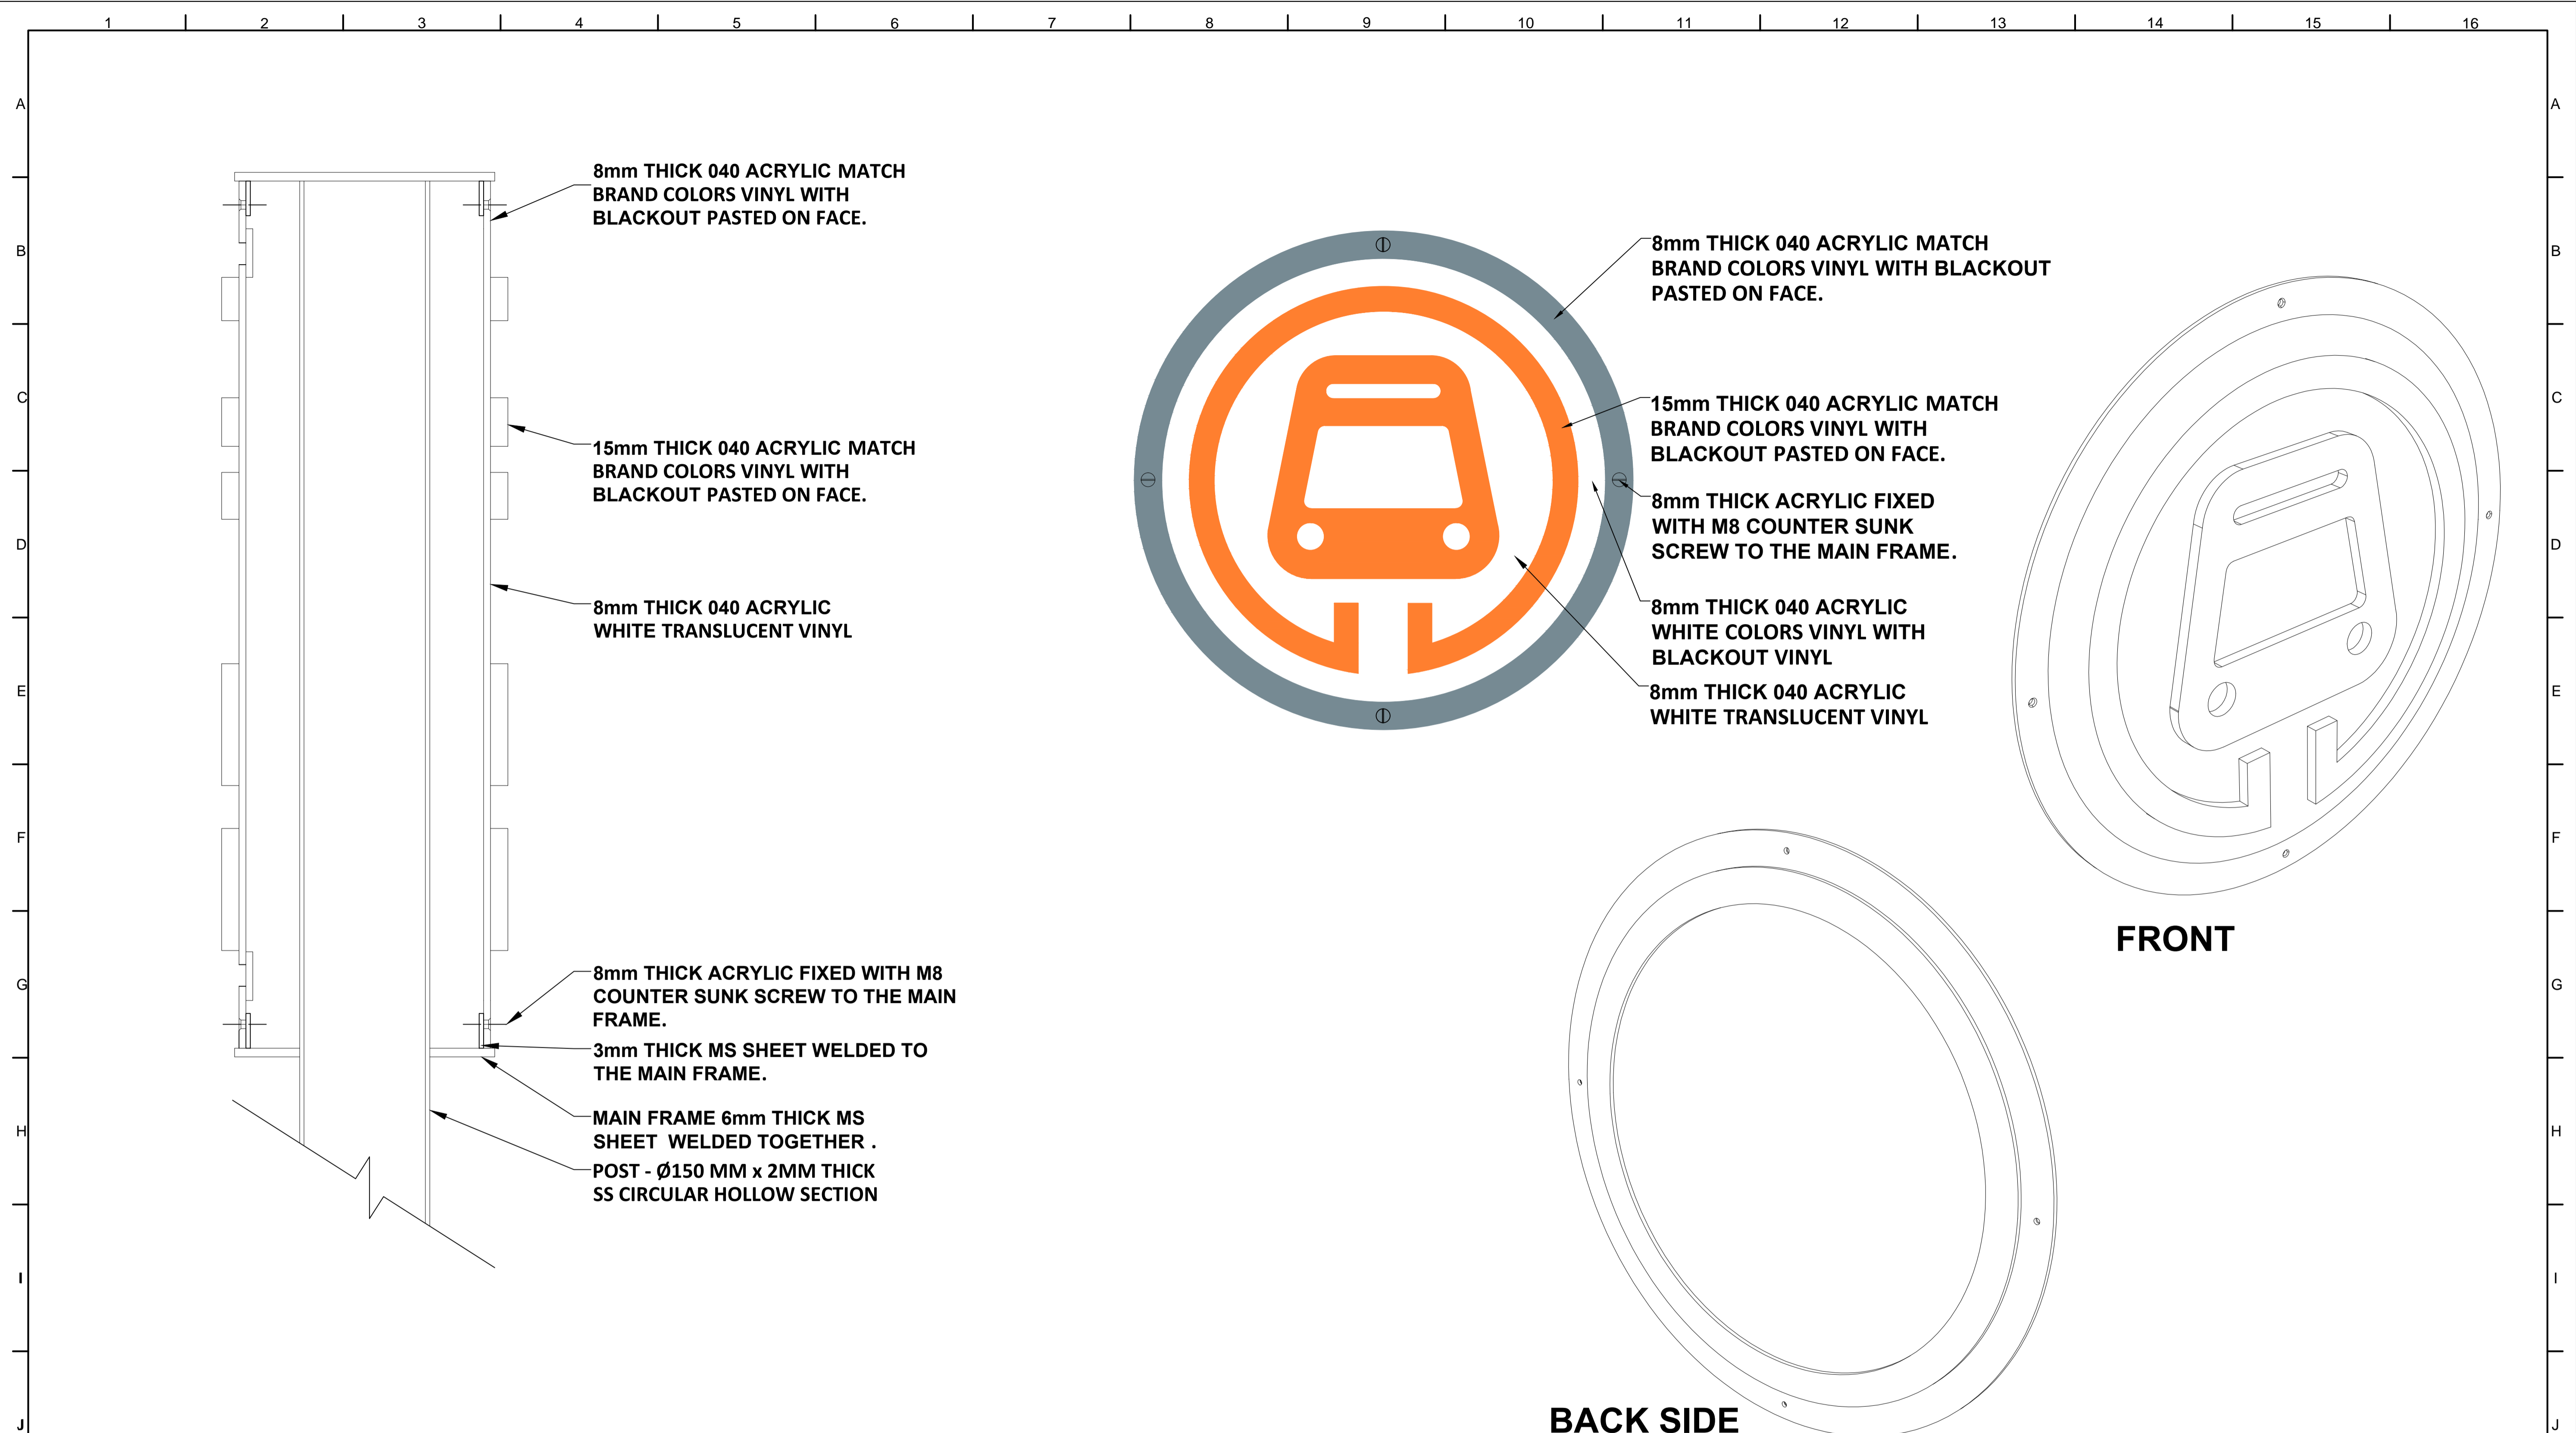 1 2 3 4 5 6 7 8 9 10 11 12 13 14 15 16
A A
B B
C C
D D
E E
F F
G G
H H
I I
J J
8mm THICK 040 ACRYLIC MATCH
BRAND COLORS VINYL WITH
BLACKOUT PASTED ON FACE.
15mm THICK 040 ACRYLIC MATCH
BRAND COLORS VINYL WITH
BLACKOUT PASTED ON FACE.
8mm THICK 040 ACRYLIC
WHITE TRANSLUCENT VINYL
8mm THICK ACRYLIC FIXED WITH M8
COUNTER SUNK SCREW TO THE MAIN
FRAME.
3mm THICK MS SHEET WELDED TO
THE MAIN FRAME.
MAIN FRAME 6mm THICK MS
SHEET WELDED TOGETHER .
POST - Ø150 MM x 2MM THICK
SS CIRCULAR HOLLOW SECTION
8mm THICK 040 ACRYLIC MATCH
BRAND COLORS VINYL WITH BLACKOUT
PASTED ON FACE.
15mm THICK 040 ACRYLIC MATCH
BRAND COLORS VINYL WITH
BLACKOUT PASTED ON FACE.
8mm THICK ACRYLIC FIXED
WITH M8 COUNTER SUNK
SCREW TO THE MAIN FRAME.
8mm THICK 040 ACRYLIC
WHITE COLORS VINYL WITH
BLACKOUT VINYL
8mm THICK 040 ACRYLIC
WHITE TRANSLUCENT VINYL
FRONT
BACK SIDE